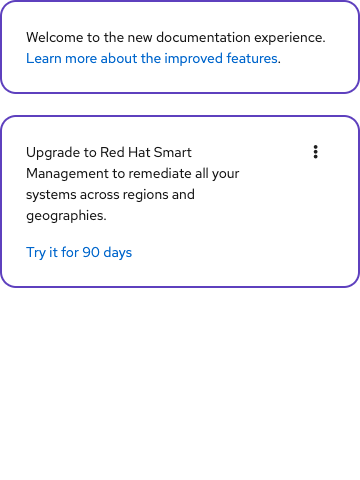 Welcome to the new documentation experience.
Learn more about the improved features.
Upgrade to Red Hat Smart
Management to remediate all your
systems across regions and
geographies.
Try it for 90 days